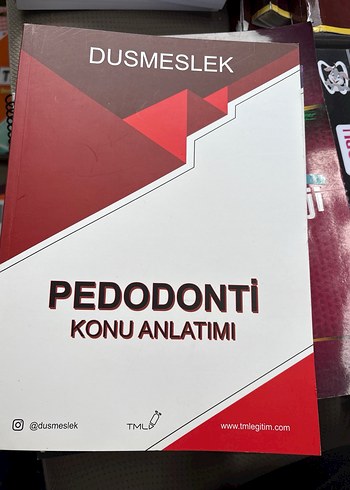 DUSMESLEK
PEDODONTİ
KONU ANLATIMI
@dusmeslek
TML
www.tmlegitim.com